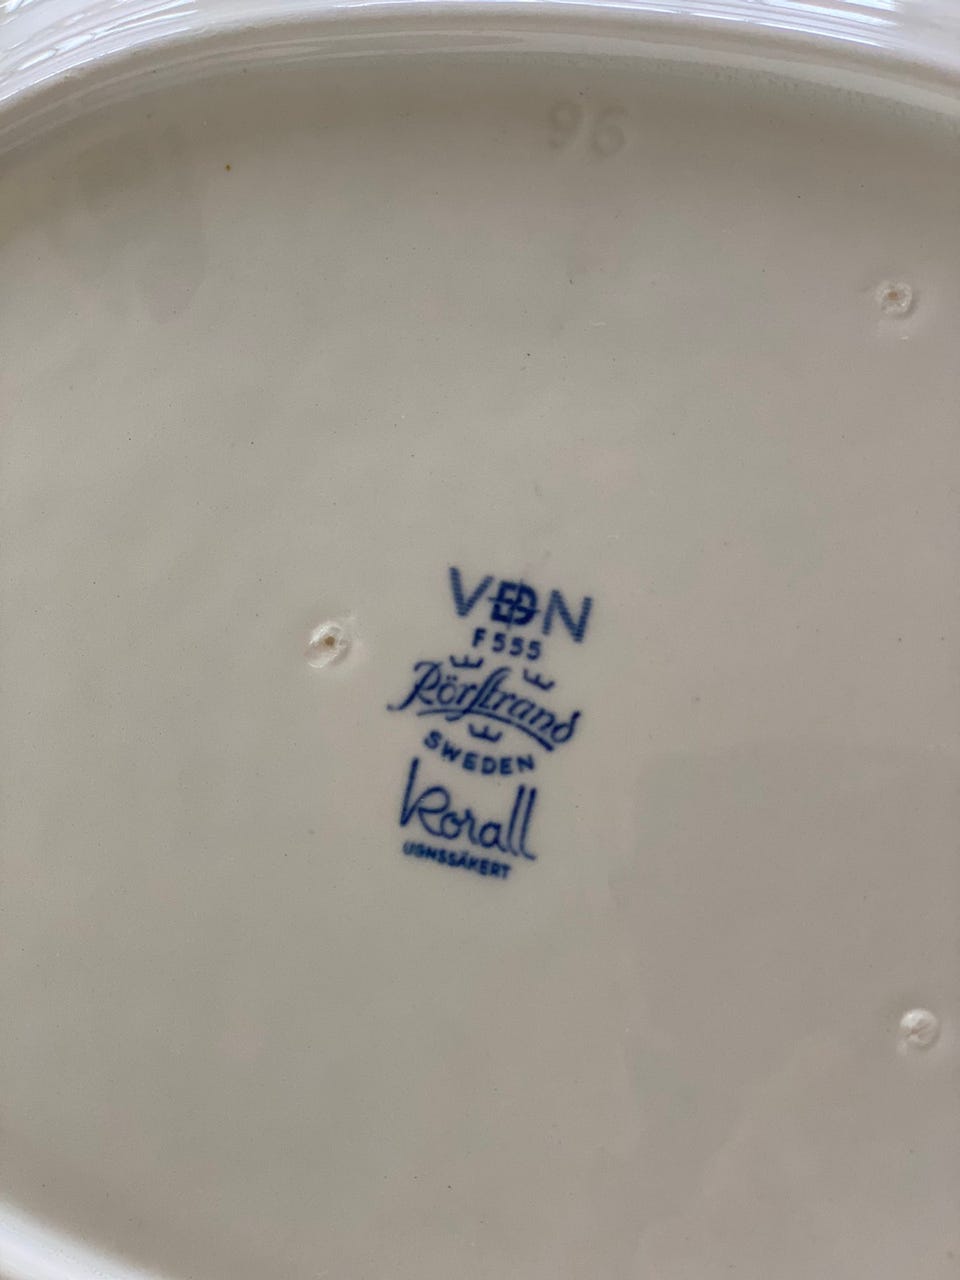 96
VDN
F555
Rörstrand
SWEDEN
Korall
UGNSSÄKERT